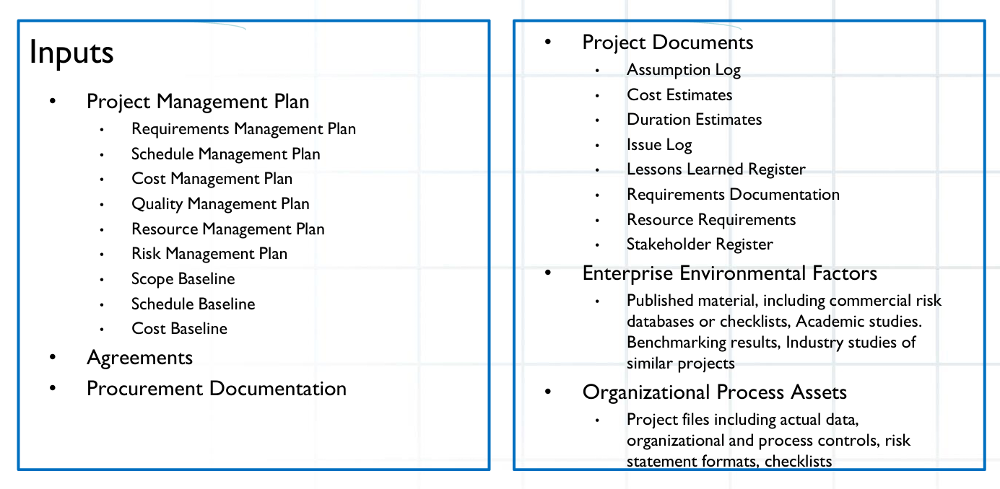 Inputs
• Project Management Plan
• Requirements Management Plan
• Schedule Management Plan
• Cost Management Plan
• Quality Management Plan
• Resource Management Plan
• Risk Management Plan
• Scope Baseline
• Schedule Baseline
• Cost Baseline
• Agreements
• Procurement Documentation
• Project Documents
• Assumption Log
• Cost Estimates
• Duration Estimates
• Issue Log
• Lessons Learned Register
• Requirements Documentation
• Resource Requirements
• Stakeholder Register
• Enterprise Environmental Factors
• Published material, including commercial risk
databases or checklists, Academic studies.
Benchmarking results, Industry studies of
similar projects
• Organizational Process Assets
• Project files including actual data,
organizational and process controls, risk
statement formats, checklists